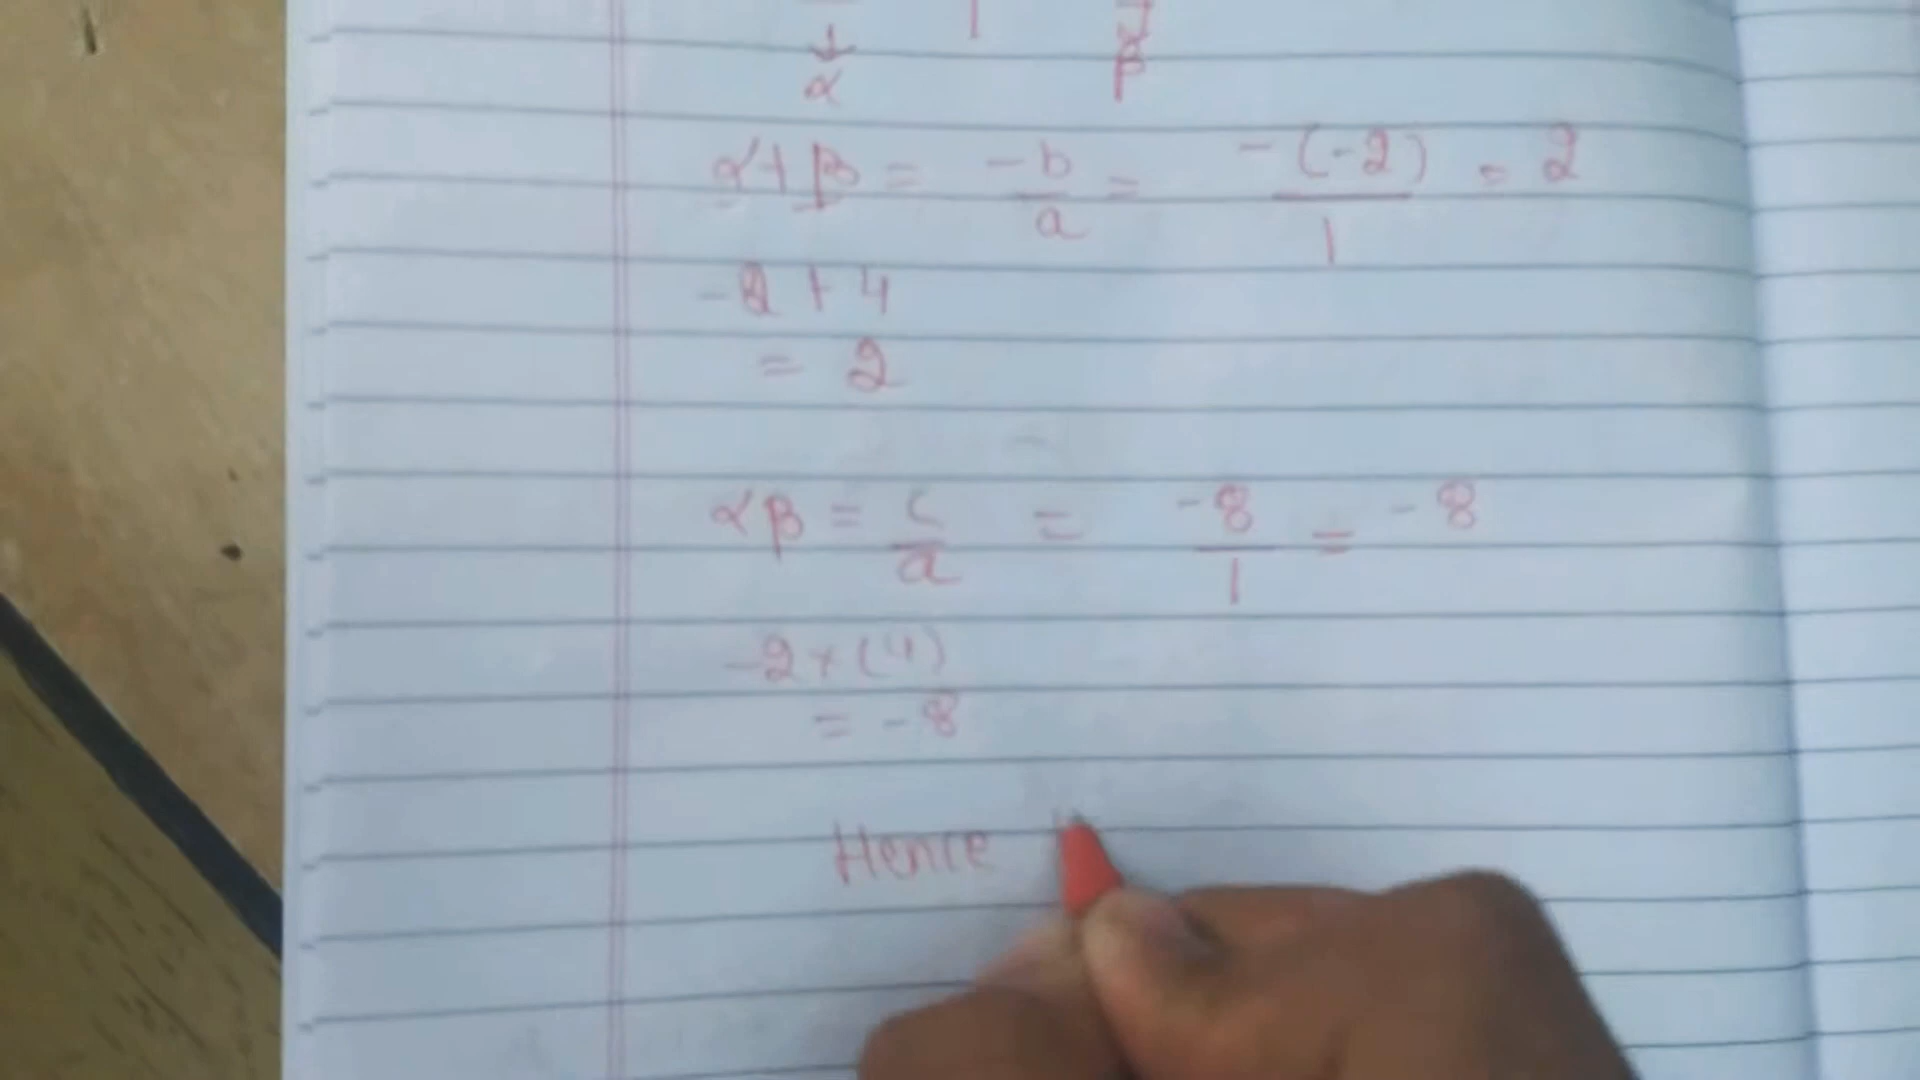 α β
α+β = -b/a = -(-2)/1 = 2
-2 + 4
= 2
αβ = c/a = -8/1 = -8
-2 × (4)
= -8
Hence